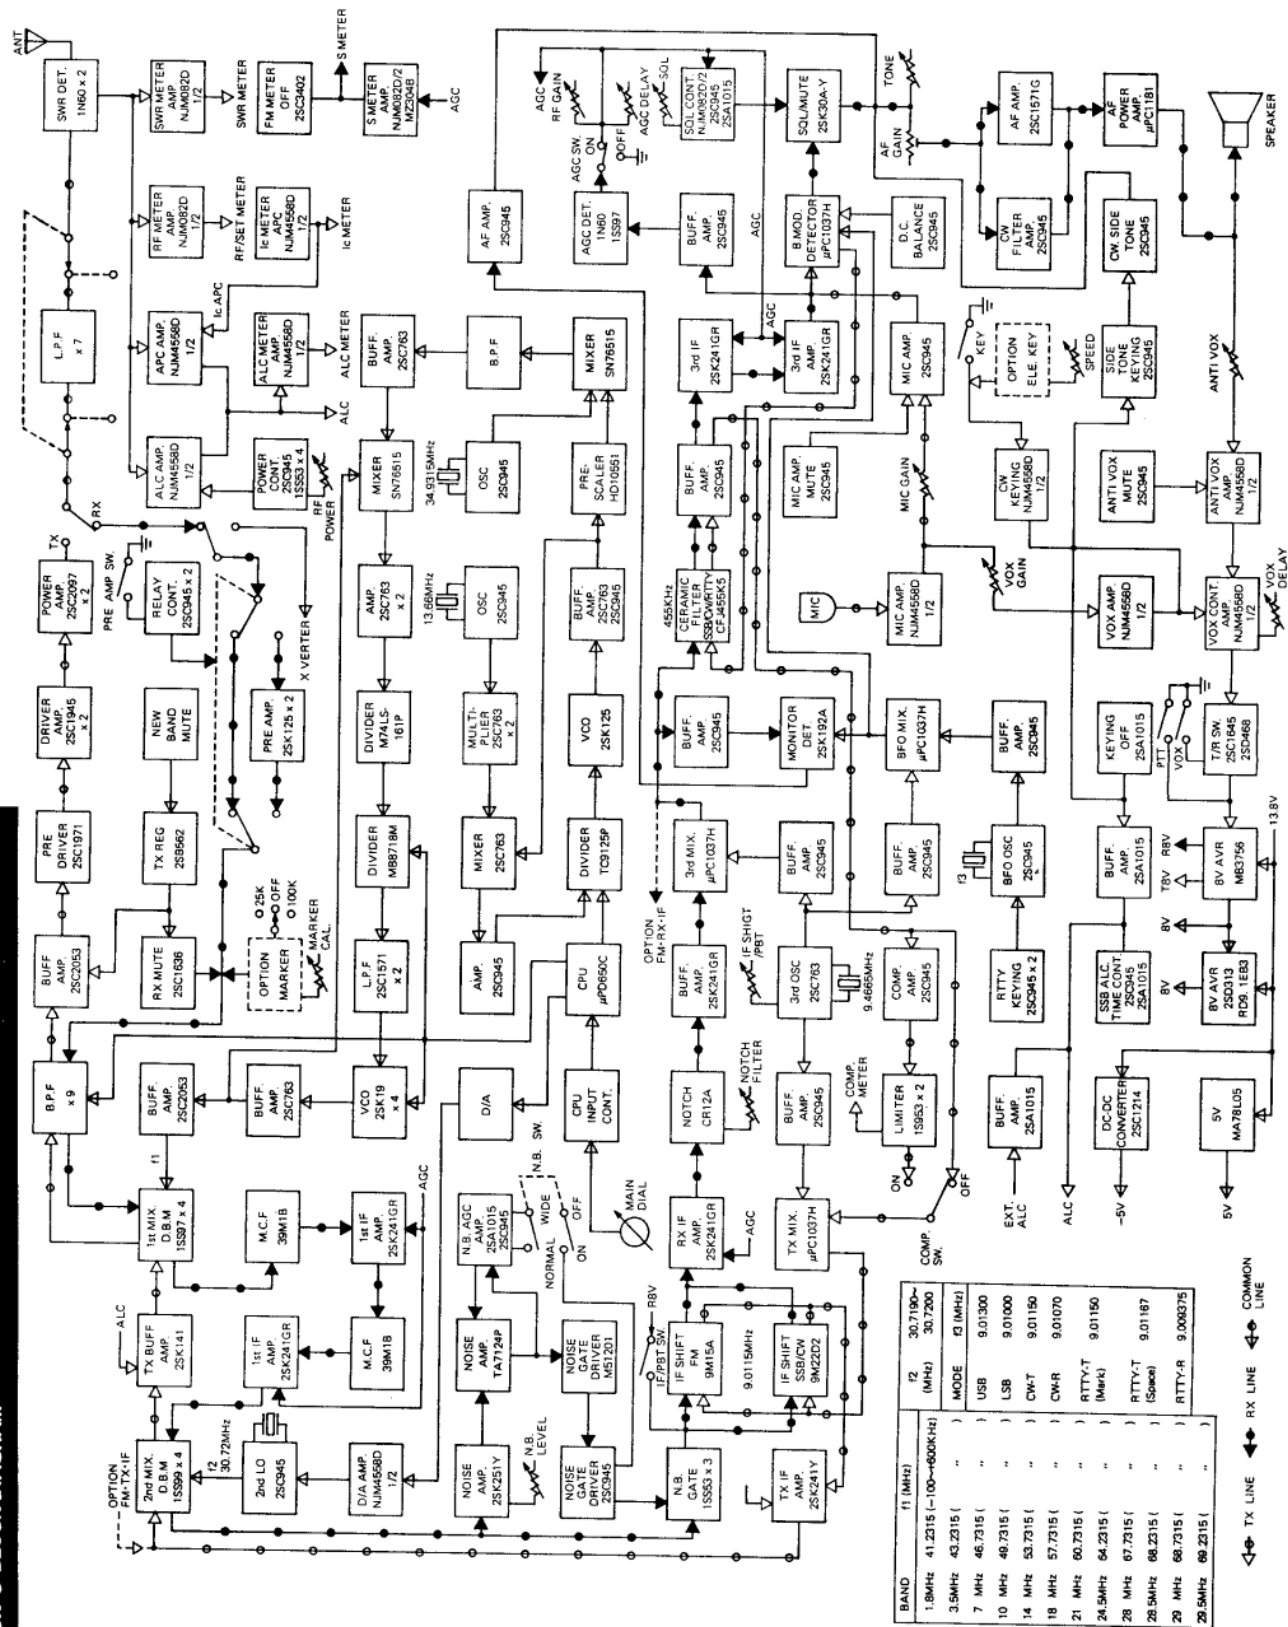 ANT
SWR DET.
1N60 x 2
SWR METER
AMP.
NJM082D
1/2
SWR METER
FM METER
OFF
2SC3402
S METER
S METER
AMP.
NJM082D/2
MZ304B
AGC
L.P.F
x 7
RF METER
AMP.
NJM082D
1/2
RF/SET METER
Ic METER
APC
NJM4558D
1/2
Ic METER
Ic APC
APC AMP.
NJM4558D
1/2
ALC METER
AMP.
NJM4558D
1/2
ALC METER
ALC
ALC AMP.
NJM4558D
1/2
POWER
CONT.
2SC945
1SS53 x 4
RF
POWER
RX
TX
POWER
AMP.
2SC2097
x 2
PRE AMP SW.
RELAY
CONT.
2SC945 x 2
X VERTER
DRIVER
AMP.
2SC1945
x 2
NEW
BAND
MUTE
PRE AMP.
2SK125 x 2
PRE
DRIVER
2SC1971
TX REG
2SB562
BUFF
AMP.
2SC2053
RX MUTE
2SC1636
OPTION
MARKER
25K
OFF
100K
MARKER
CAL.
B.P.F
x 9
BUFF.
AMP.
2SC2053
BUFF.
AMP.
2SC763
VCO
2SK19
x 4
L.P.F
2SC1571
x 2
DIVIDER
MB8718M
DIVIDER
M74LS-
161P
AMP.
2SC763
x 2
MIXER
SN76515
BUFF.
AMP.
2SC763
B.P.F
MIXER
SN76515
34.9315MHz
OSC
2SC945
PRE-
SCALER
HD10551
13.66MHz
OSC
2SC945
BUFF.
AMP.
2SC763
2SC945
MULTI-
PLIER
2SC763
x 2
VCO
2SK125
MIXER
2SC763
DIVIDER
TC9125P
AMP.
2SC945
CPU
µPD650C
D/A
CPU
INPUT
CONT.
MAIN
DIAL
f1
1st MIX.
D.B.M
1SS97 x 4
M.C.F
39M1B
1st IF
AMP.
2SK241GR
AGC
ALC
TX BUFF
AMP.
2SK141
1st IF
AMP.
2SK241GR
M.C.F
39M1B
OPTION
FM-TX-IF
2nd MIX.
D.B.M
1SS99 x 4
f2
30.72MHz
2nd LO
2SC945
D/A AMP.
NJM4558D
1/2
N.B. SW.
WIDE
NORMAL
OFF
ON
N.B. AGC
AMP.
2SA1015
2SC945
NOISE
AMP.
TA7124P
NOISE
GATE
DRIVER
M51201
NOISE
AMP.
2SK251Y
N.B.
LEVEL
NOISE
GATE
DRIVER
2SC945
N.B.
GATE
1SS53 x 3
TX IF
AMP.
2SK241Y
R8V
IF/PBT SW.
IF SHIFT
FM
9M15A
9.0115MHz
IF SHIFT
SSB/CW
9M22D2
RX IF
AMP.
2SK241GR
AGC
TX MIX.
µPC1037H
NOTCH
CR12A
NOTCH
FILTER
BUFF.
AMP.
2SK241GR
3rd MIX.
µPC1037H
OPTION
FM-RX-IF
IF SHIGT
/PBT
3rd OSC
2SC763
9.4665MHz
BUFF.
AMP.
2SC945
BUFF.
AMP.
2SC945
BUFF.
AMP.
2SC945
COMP.
METER
LIMITER
1S953 x 2
COMP.
AMP.
2SC945
ON
OFF
COMP.
SW.
455KHz
CERAMIC
FILTER
SSB/CW/RTTY
CFJ455K5
BUFF.
AMP.
2SC945
MONITOR
DET.
2SK192A
BFO MIX.
µPC1037H
BUFF.
AMP.
2SC945
f3
BFO OSC
2SC945
RTTY
KEYING
2SC945 x 2
BUFF.
AMP.
2SC945
3rd IF
2SK241GR
3rd IF
AMP.
2SK241GR
AGC
AF AMP.
2SC945
AGC DET.
1N60
1SS97
AGC SW.
ON
OFF
AGC
RF GAIN
AGC DELAY
SQL
SQL CONT.
NJM082D/2
2SC945
2SA1015
BUFF.
AMP.
2SC945
AGC
B.MOD.
DETECTOR
µPC1037H
SQL/MUTE
2SK30A-Y
D.C.
BALANCE
2SC945
TONE
AF
GAIN
AF AMP.
2SC1571G
CW
FILTER
AMP.
2SC945
AF
POWER
AMP.
µPC1181
SPEAKER
CW. SIDE
TONE
2SC945
SIDE
TONE
KEYING
2SC945
KEY
OPTION
ELE. KEY
SPEED
MIC AMP.
2SC945
MIC AMP.
MUTE
2SC945
MIC GAIN
MIC
MIC AMP.
NJM4558D
1/2
VOX
GAIN
CW
KEYING
NJM4558D
1/2
ANTI VOX
MUTE
2SC945
ANTI VOX
ANTI VOX
AMP.
NJM4558D
1/2
VOX AMP.
NJM4558D
1/2
VOX CONT.
AMP.
NJM4558D
1/2
VOX
DELAY
KEYING
OFF
2SA1015
PTT
VOX
T/R SW.
2SC1645
2SD468
13.8V
BUFF.
AMP.
2SA1015
R8V
T8V
8V AVR
MB3756
8V
SSB ALC.
TIME CONT.
2SC945
2SA1015
8V
8V AVR
2SD313
RD9.1EB3
BUFF.
AMP.
2SA1015
EXT.
ALC
ALC
DC-DC
CONVERTER
2SC1214
-5V
5V
MA78L05
5V
BAND f1 (MHz) f2 (MHz) 30.7190~ 30.7200
1.8MHz 41.2315 (-100~+600KHz)
3.5MHz 43.2315 ( " )
7 MHz 46.7315 ( " )
10 MHz 49.7315 ( " )
14 MHz 53.7315 ( " )
18 MHz 57.7315 ( " )
21 MHz 60.7315 ( " )
24.5MHz 64.2315 ( " )
28 MHz 67.7315 ( " )
28.5MHz 68.2315 ( " )
29 MHz 68.7315 ( " )
29.5MHz 69.2315 ( " )
MODE f3 (MHz)
USB 9.01300
LSB 9.01000
CW-T 9.01150
CW-R 9.01070
RTTY-T (Mark) 9.01150
RTTY-T (Space) 9.01167
RTTY-R 9.009375
TX LINE
RX LINE
COMMON
LINE